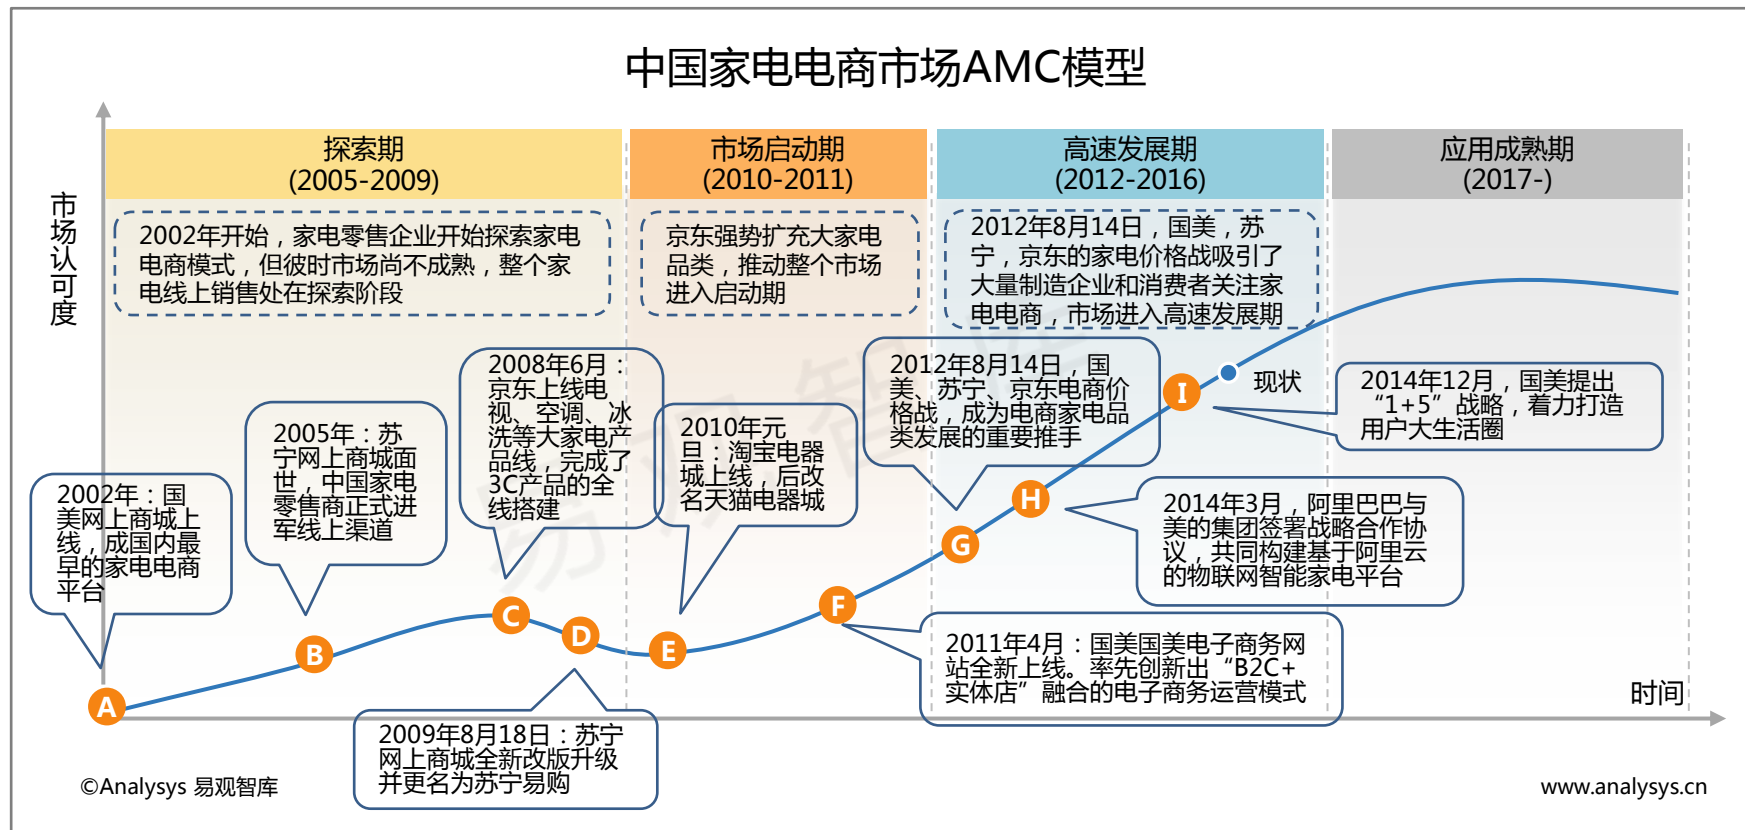 中国家电电商市场AMC模型
探索期
(2005-2009)
市场启动期
(2010-2011)
高速发展期
(2012-2016)
应用成熟期
(2017-)
市场认可度
2002年开始，家电零售企业开始探索家电
电商模式，但彼时市场尚不成熟，整个家
电线上销售处在探索阶段
京东强势扩充大家电
品类，推动整个市场
进入启动期
2012年8月14日，国美，苏
宁，京东的家电价格战吸引了
大量制造企业和消费者关注家
电电商，市场进入高速发展期
2002年：国
美网上商城上
线，成国内最
早的家电电商
平台
2005年：苏
宁网上商城面
世，中国家电
零售商正式进
军线上渠道
2008年6月：
京东上线电
视、空调、冰
洗等大家电产
品线，完成了
3C产品的全
线搭建
2010年元
旦：淘宝电器
城上线，后改
名天猫电器城
2012年8月14日，国
美、苏宁、京东电商价
格战，成为电商家电品
类发展的重要推手
现状
2014年12月，国美提出
“1+5”战略，着力打造
用户大生活圈
2014年3月，阿里巴巴与
美的集团签署战略合作协
议，共同构建基于阿里云
的物联网智能家电平台
2011年4月：国美国美电子商务网
站全新上线。率先创新出“B2C+
实体店”融合的电子商务运营模式
2009年8月18日：苏宁
网上商城全新改版升级
并更名为苏宁易购
A
B
C
D
E
F
G
H
I
时间
©Analysys 易观智库
www.analysys.cn
易观智库